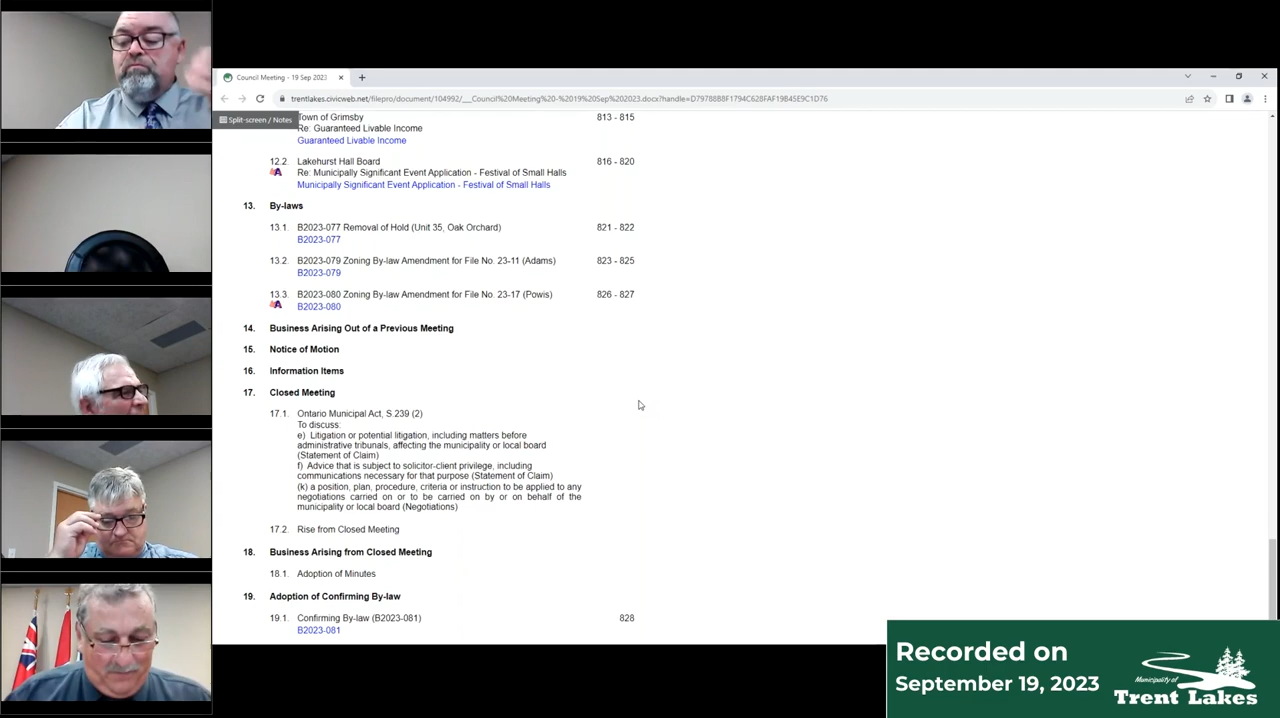 Council Meeting - 19 Sep 2023
trentlakes.civicweb.net/filepro/document/104992/___Council%20Meeting%20-%2019%20Sep%202023.docx?handle=D797888BF1794C628FAF19B45E9C1D76
Split-screen / Notes
Town of Grimsby 813 - 815
Re: Guaranteed Livable Income
Guaranteed Livable Income
12.2. Lakehurst Hall Board 816 - 820
Re: Municipally Significant Event Application - Festival of Small Halls
Municipally Significant Event Application - Festival of Small Halls
13. By-laws
13.1. B2023-077 Removal of Hold (Unit 35, Oak Orchard) 821 - 822
B2023-077
13.2. B2023-079 Zoning By-law Amendment for File No. 23-11 (Adams) 823 - 825
B2023-079
13.3. B2023-080 Zoning By-law Amendment for File No. 23-17 (Powis) 826 - 827
B2023-080
14. Business Arising Out of a Previous Meeting
15. Notice of Motion
16. Information Items
17. Closed Meeting
17.1. Ontario Municipal Act, S.239 (2)
To discuss:
e) Litigation or potential litigation, including matters before
administrative tribunals, affecting the municipality or local board
(Statement of Claim)
f) Advice that is subject to solicitor-client privilege, including
communications necessary for that purpose (Statement of Claim)
(k) a position, plan, procedure, criteria or instruction to be applied to any
negotiations carried on or to be carried on by or on behalf of the
municipality or local board (Negotiations)
17.2. Rise from Closed Meeting
18. Business Arising from Closed Meeting
18.1. Adoption of Minutes
19. Adoption of Confirming By-law
19.1. Confirming By-law (B2023-081) 828
B2023-081
Recorded on
September 19, 2023
Municipality of
Trent Lakes